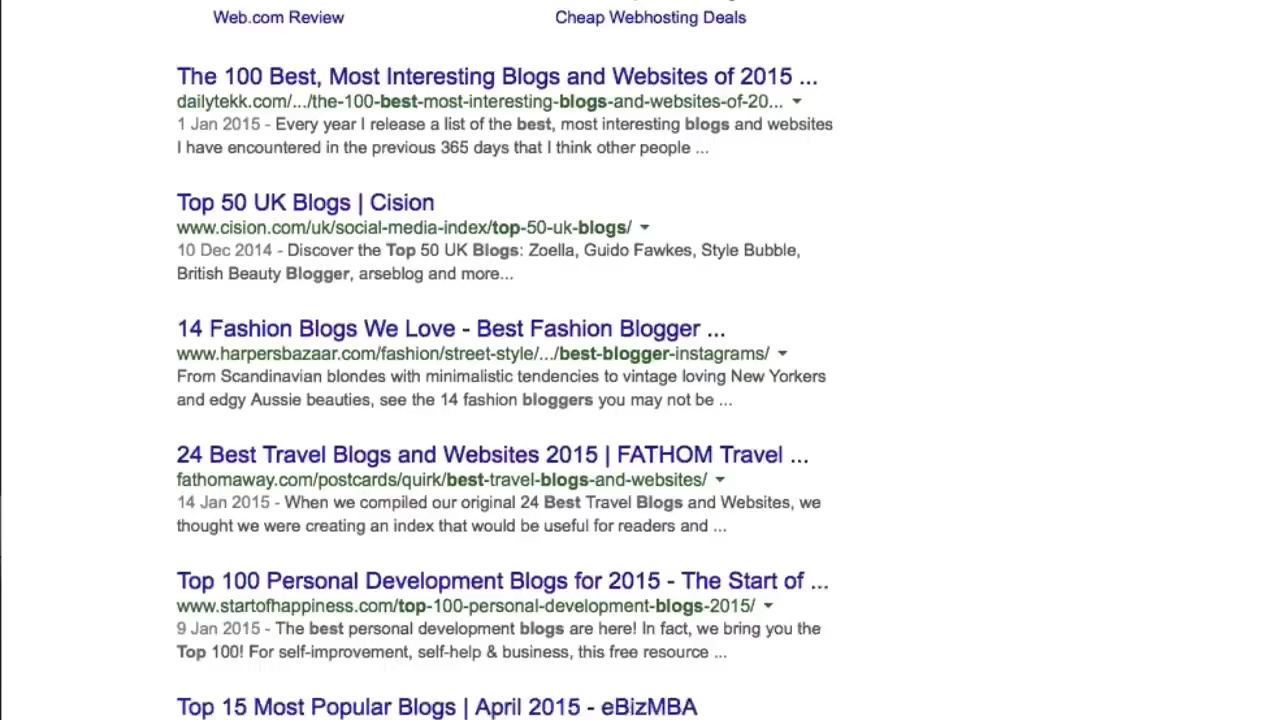 Web.com Review
Cheap Webhosting Deals
The 100 Best, Most Interesting Blogs and Websites of 2015 ...
dailytekk.com/.../the-100-best-most-interesting-blogs-and-websites-of-20...
1 Jan 2015 - Every year I release a list of the best, most interesting blogs and websites
I have encountered in the previous 365 days that I think other people ...
Top 50 UK Blogs | Cision
www.cision.com/uk/social-media-index/top-50-uk-blogs/
10 Dec 2014 - Discover the Top 50 UK Blogs: Zoella, Guido Fawkes, Style Bubble,
British Beauty Blogger, arseblog and more...
14 Fashion Blogs We Love - Best Fashion Blogger ...
www.harpersbazaar.com/fashion/street-style/.../best-blogger-instagrams/
From Scandinavian blondes with minimalistic tendencies to vintage loving New Yorkers
and edgy Aussie beauties, see the 14 fashion bloggers you may not be ...
24 Best Travel Blogs and Websites 2015 | FATHOM Travel ...
fathomaway.com/postcards/quirk/best-travel-blogs-and-websites/
14 Jan 2015 - When we compiled our original 24 Best Travel Blogs and Websites, we
thought we were creating an index that would be useful for readers and ...
Top 100 Personal Development Blogs for 2015 - The Start of ...
www.startofhappiness.com/top-100-personal-development-blogs-2015/
9 Jan 2015 - The best personal development blogs are here! In fact, we bring you the
Top 100! For self-improvement, self-help & business, this free resource ...
Top 15 Most Popular Blogs | April 2015 - eBizMBA